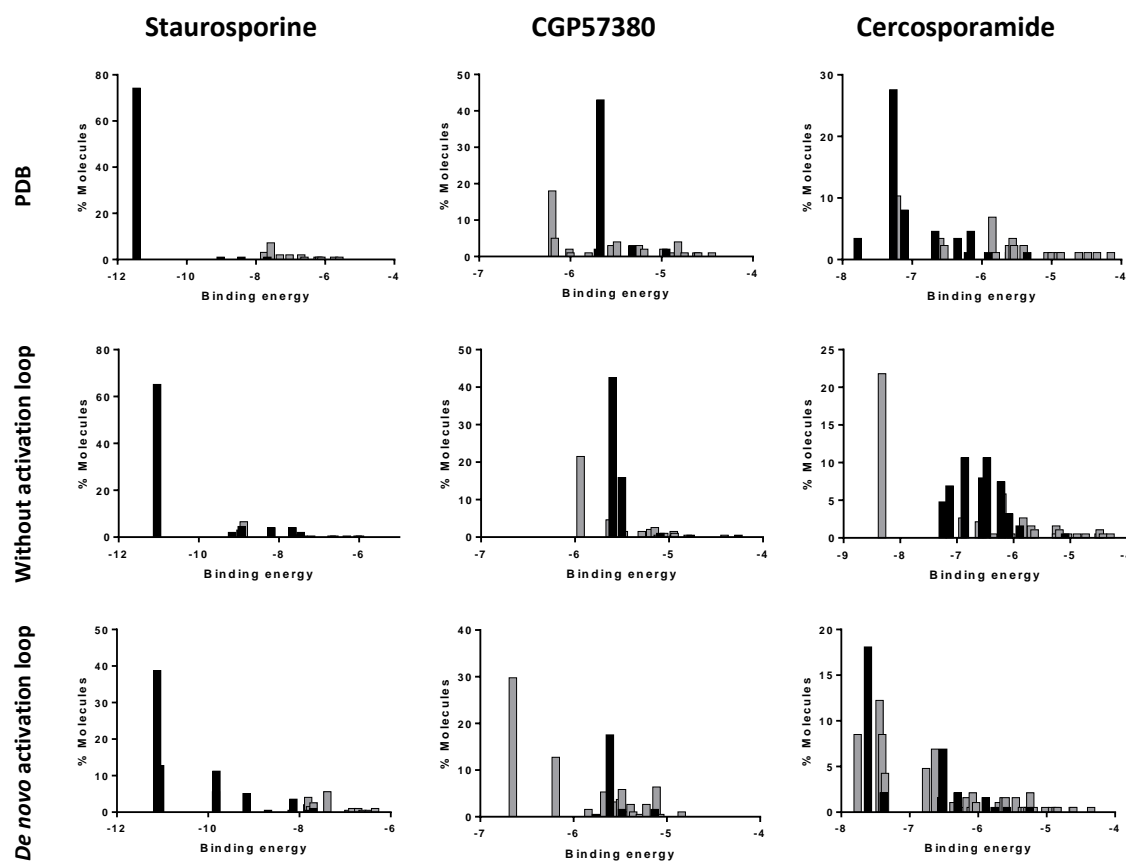 Staurosporine CGP57380 Cercosporamide
PDB
% Molecules
80
60
40
20
0
-12 -10 -8 -6 -4
Binding energy
% Molecules
50
40
30
20
10
0
-7 -6 -5 -4
Binding energy
% Molecules
30
20
10
0
-8 -7 -6 -5 -4
Binding energy
Without activation loop
% Molecules
80
60
40
20
0
-12 -10 -8 -6
Binding energy
% Molecules
50
40
30
20
10
0
-7 -6 -5 -4
Binding energy
% Molecules
25
20
15
10
5
0
-9 -8 -7 -6 -5 -4
Binding energy
De novo activation loop
% Molecules
50
40
30
20
10
0
-12 -10 -8 -6
Binding energy
% Molecules
40
30
20
10
0
-7 -6 -5 -4
Binding energy
% Molecules
20
15
10
5
0
-8 -7 -6 -5 -4
Binding energy